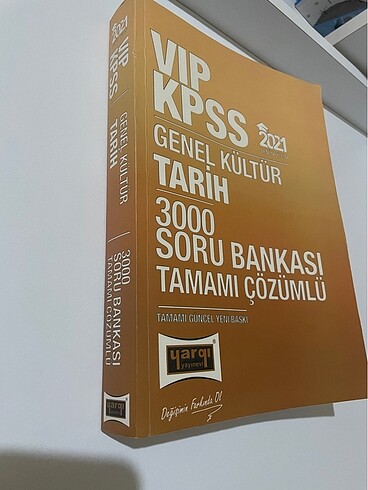 VIP
KPSS
2021
GENEL KÜLTÜR
TARİH
3000
SORU BANKASI
TAMAMI ÇÖZÜMLÜ
TAMAMI GÜNCEL YENİ BASKI
yargı
yayınevi
Değişimin Farkında Ol
2021
VIP
KPSS
GENEL KÜLTÜR
TARİH
3000
SORU BANKASI
TAMAMI ÇÖZÜMLÜ
yargı
yayınevi